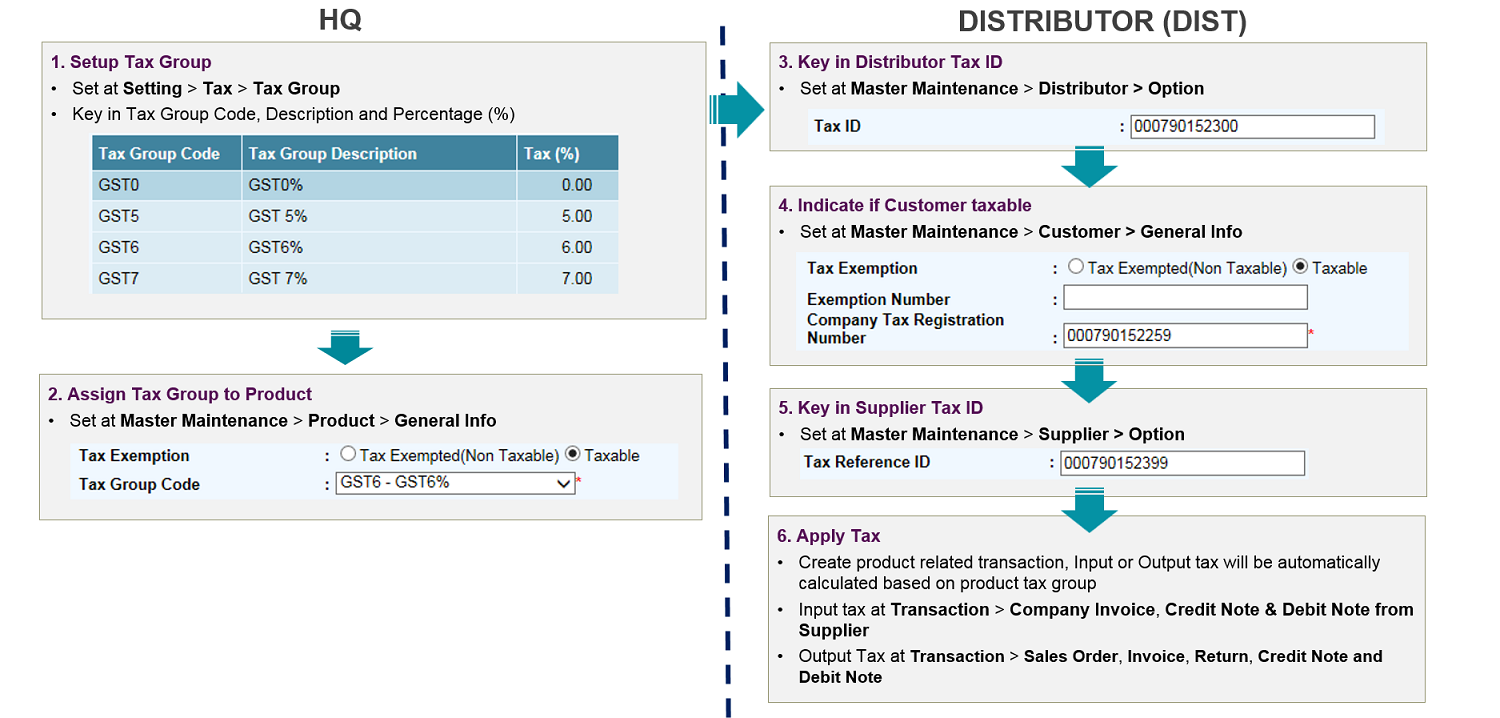 HQ
1. Setup Tax Group
• Set at Setting > Tax > Tax Group
• Key in Tax Group Code, Description and Percentage (%)
Tax Group Code Tax Group Description Tax (%)
GST0 GST0% 0.00
GST5 GST 5% 5.00
GST6 GST6% 6.00
GST7 GST 7% 7.00
2. Assign Tax Group to Product
• Set at Master Maintenance > Product > General Info
Tax Exemption : Tax Exempted(Non Taxable) Taxable
Tax Group Code : GST6 - GST6% *
DISTRIBUTOR (DIST)
3. Key in Distributor Tax ID
• Set at Master Maintenance > Distributor > Option
Tax ID : 000790152300
4. Indicate if Customer taxable
• Set at Master Maintenance > Customer > General Info
Tax Exemption : Tax Exempted(Non Taxable) Taxable
Exemption Number :
Company Tax Registration
Number : 000790152259 *
5. Key in Supplier Tax ID
• Set at Master Maintenance > Supplier > Option
Tax Reference ID : 000790152399
6. Apply Tax
• Create product related transaction, Input or Output tax will be automatically
calculated based on product tax group
• Input tax at Transaction > Company Invoice, Credit Note & Debit Note from
Supplier
• Output Tax at Transaction > Sales Order, Invoice, Return, Credit Note and
Debit Note